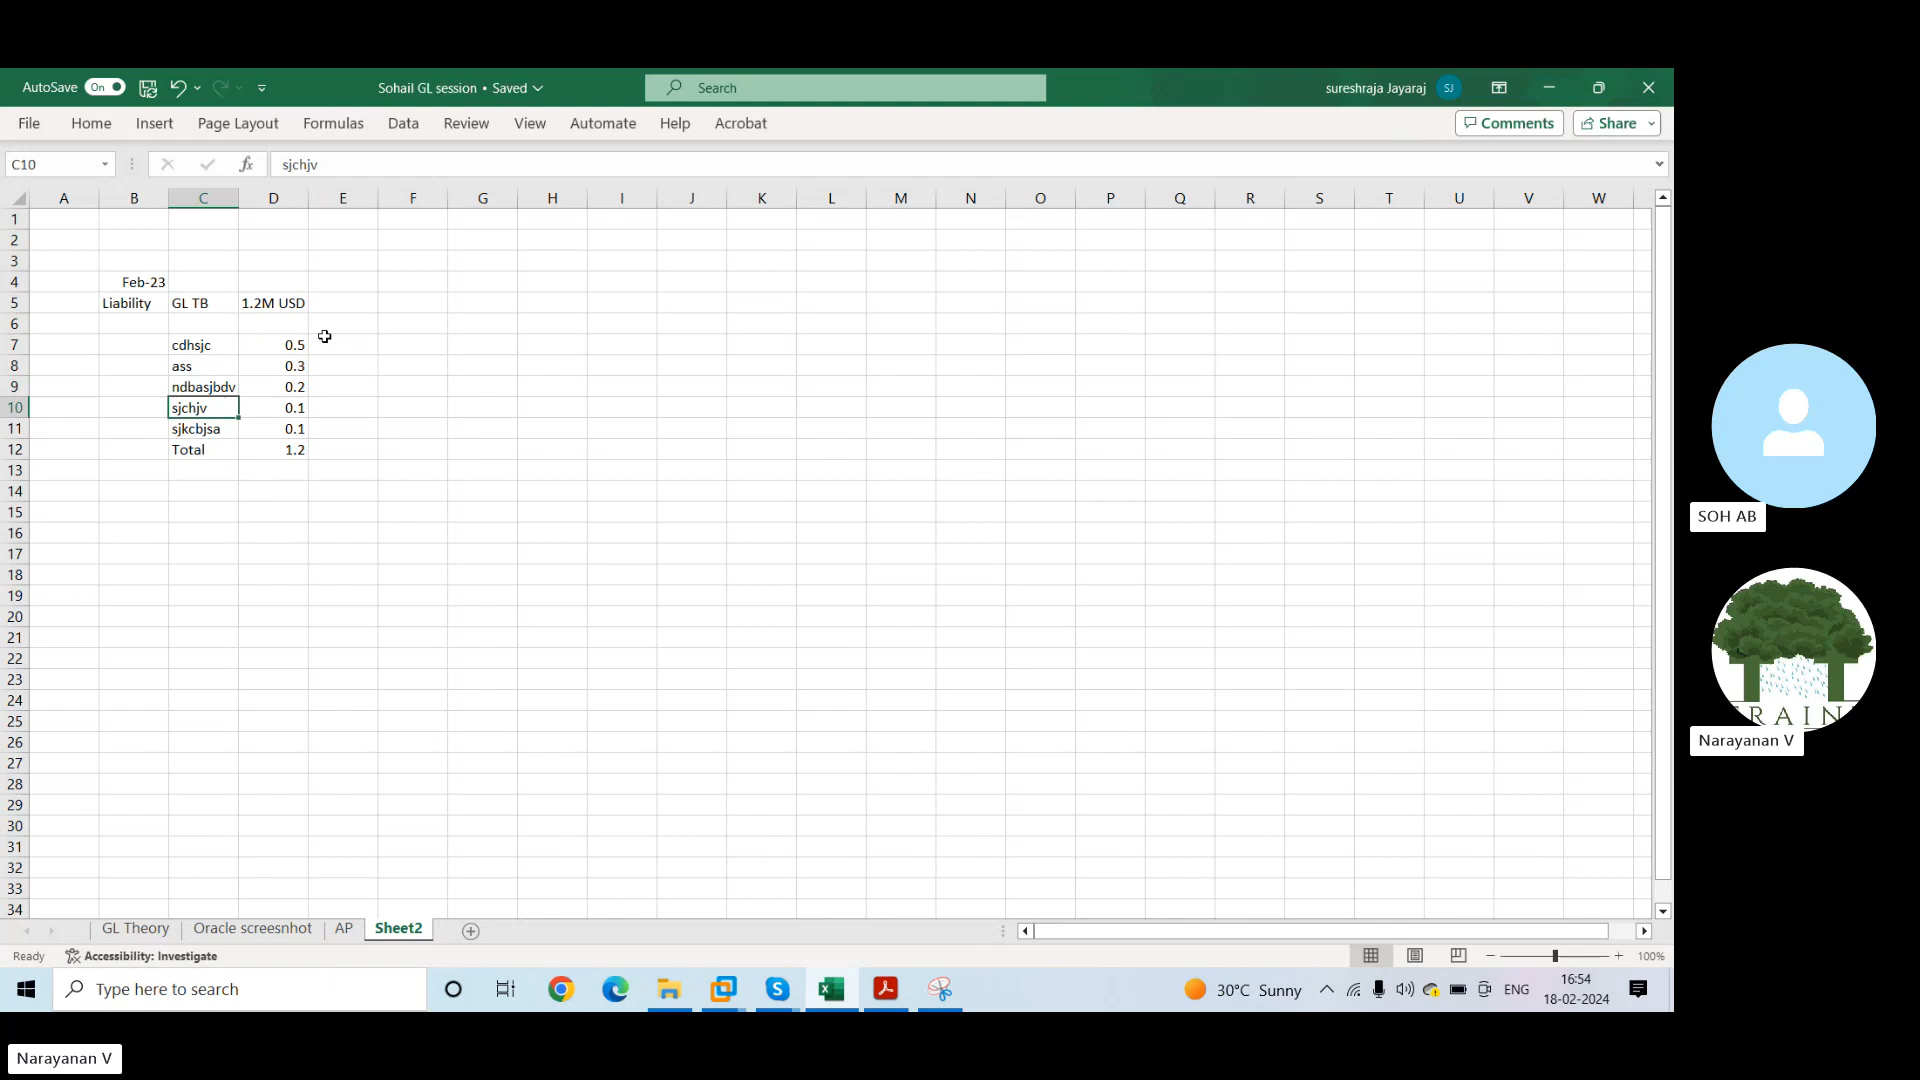 AutoSave On Sohail GL session • Saved Search sureshraja Jayaraj SJ
File Home Insert Page Layout Formulas Data Review View Automate Help Acrobat Comments Share
C10 fx sjchjv
A B C D E F G H I J K L M N O P Q R S T U V W
1
2
3
4 Feb-23
5 Liability GL TB 1.2M USD
6
7 cdhsjc 0.5
8 ass 0.3
9 ndbasjbdv 0.2
10 sjchjv 0.1
11 sjkcbjsa 0.1
12 Total 1.2
13
14
15
16
17
18
19
20
21
22
23
24
25
26
27
28
29
30
31
32
33
34
SOH AB
RAIN
Narayanan V
GL Theory Oracle screesnhot AP Sheet2
Ready Accessibility: Investigate 100%
Type here to search 30°C Sunny ENG 16:54
18-02-2024
Narayanan V